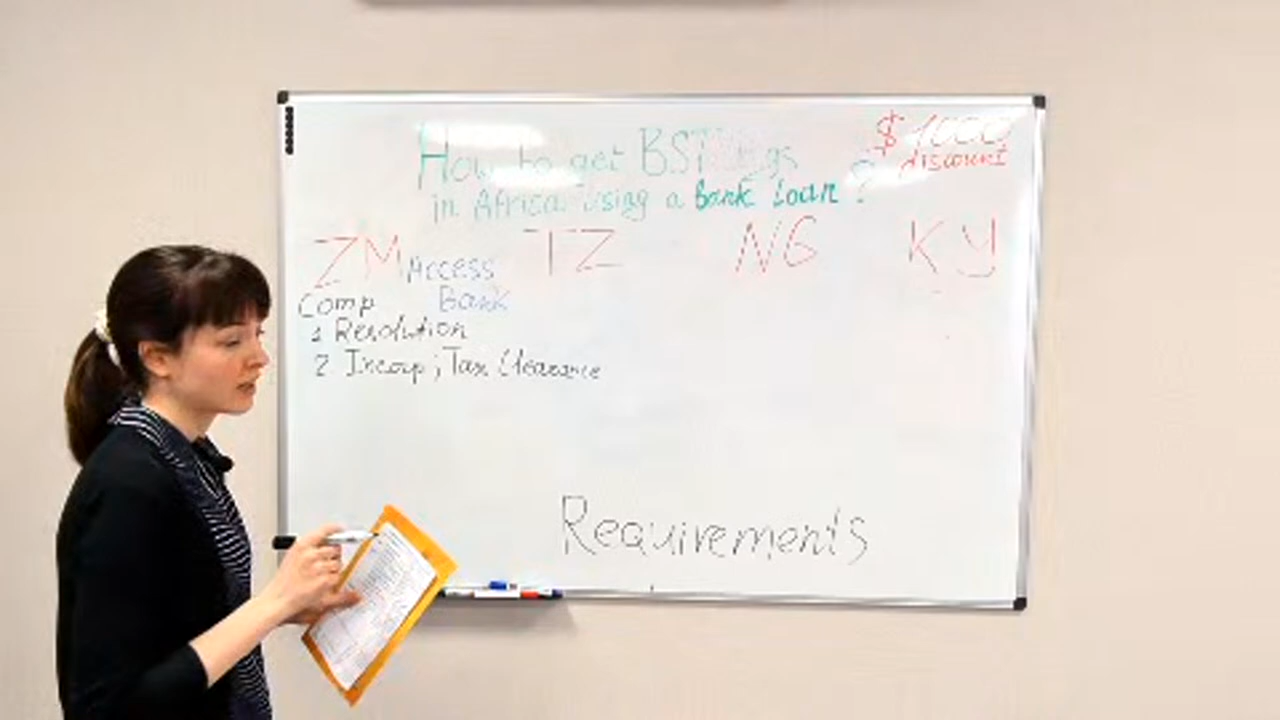 How to get BST
in Africa using a Bank Loan ?
$ 1000
discount
ZM
Access
Bank
TZ
NG
KY
Comp
1 Resolution
2 Incorp ; Tax Clearance
Requirements